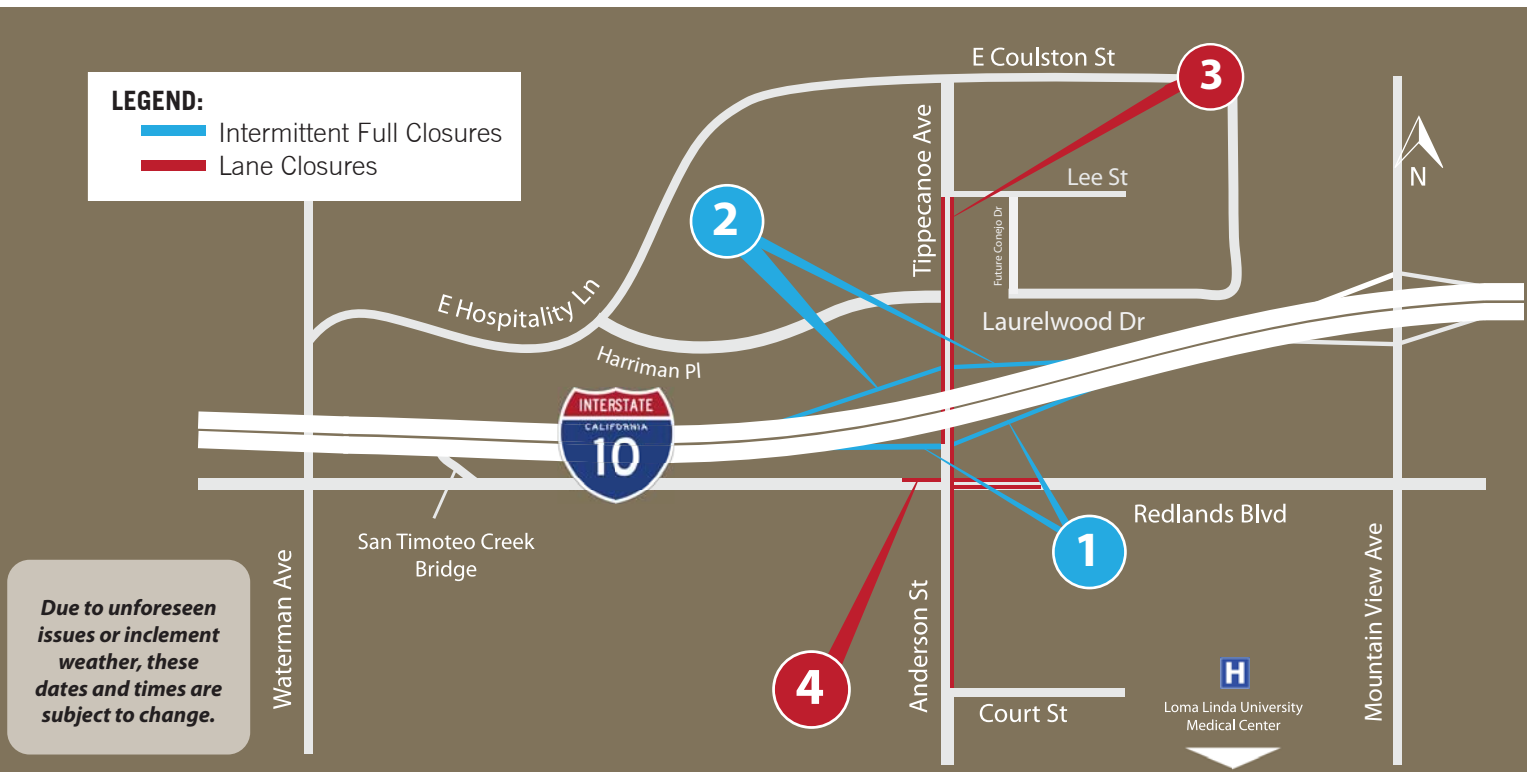 LEGEND:
Intermittent Full Closures
Lane Closures
E Coulston St
3
Tippecanoe Ave
Lee St
N
2
Future Conejo Dr
E Hospitality Ln
Laurelwood Dr
Harriman Pl
INTERSTATE
CALIFORNIA
10
Redlands Blvd
San Timoteo Creek
Bridge
1
Due to unforeseen
issues or inclement
weather, these
dates and times are
subject to change.
Waterman Ave
4
Anderson St
Court St
H
Loma Linda University
Medical Center
Mountain View Ave